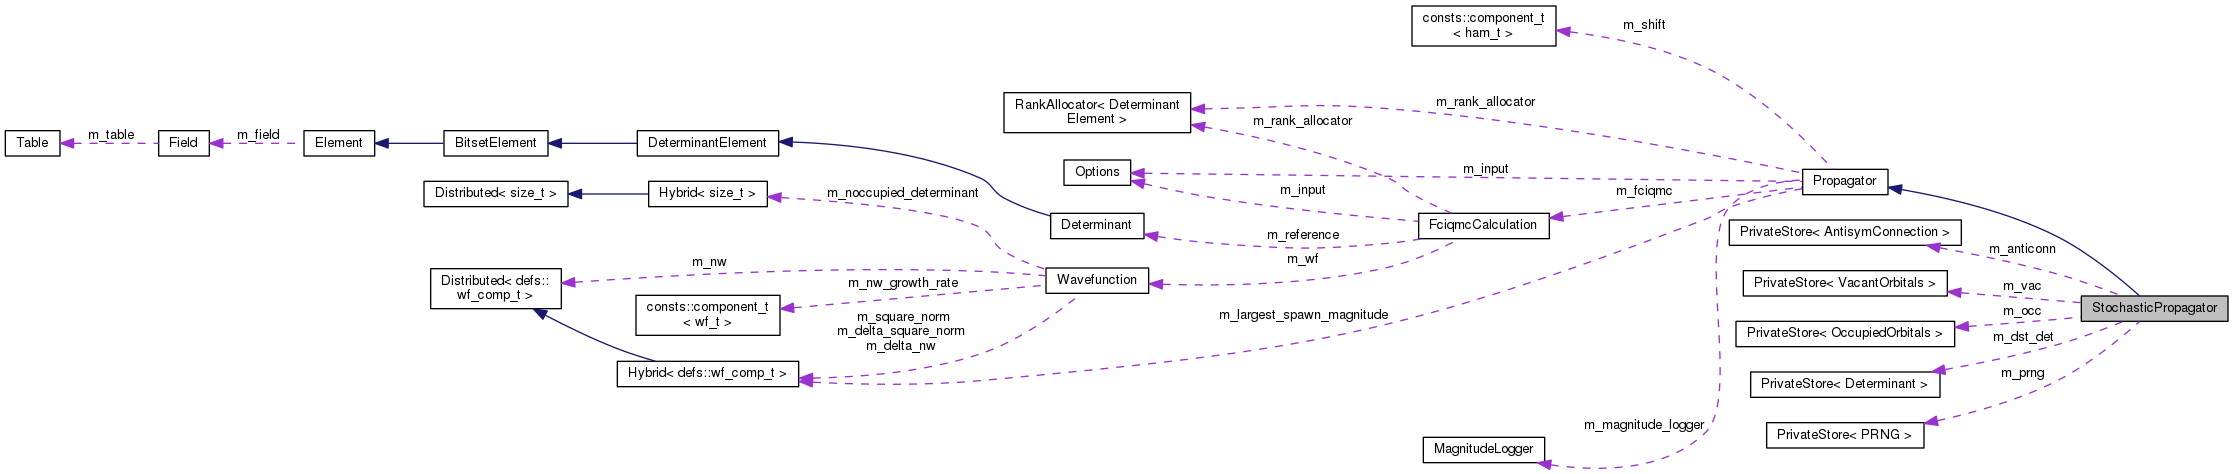 consts::component_t
< ham_t >
m_shift
RankAllocator< Determinant
Element >
m_rank_allocator
m_rank_allocator
Table
m_table
Field
m_field
Element
BitsetElement
DeterminantElement
Options
m_input
m_input
Propagator
m_fciqmc
Distributed< size_t >
Hybrid< size_t >
m_noccupied_determinant
Determinant
m_reference
FciqmcCalculation
m_wf
PrivateStore< AntisymConnection >
m_anticonn
Distributed< defs::
wf_comp_t >
m_nw
consts::component_t
< wf_t >
m_nw_growth_rate
Wavefunction
PrivateStore< VacantOrbitals >
m_vac
StochasticPropagator
m_square_norm
m_delta_square_norm
m_delta_nw
m_largest_spawn_magnitude
PrivateStore< OccupiedOrbitals >
m_occ
m_dst_det
Hybrid< defs::wf_comp_t >
PrivateStore< Determinant >
m_prng
m_magnitude_logger
MagnitudeLogger
PrivateStore< PRNG >